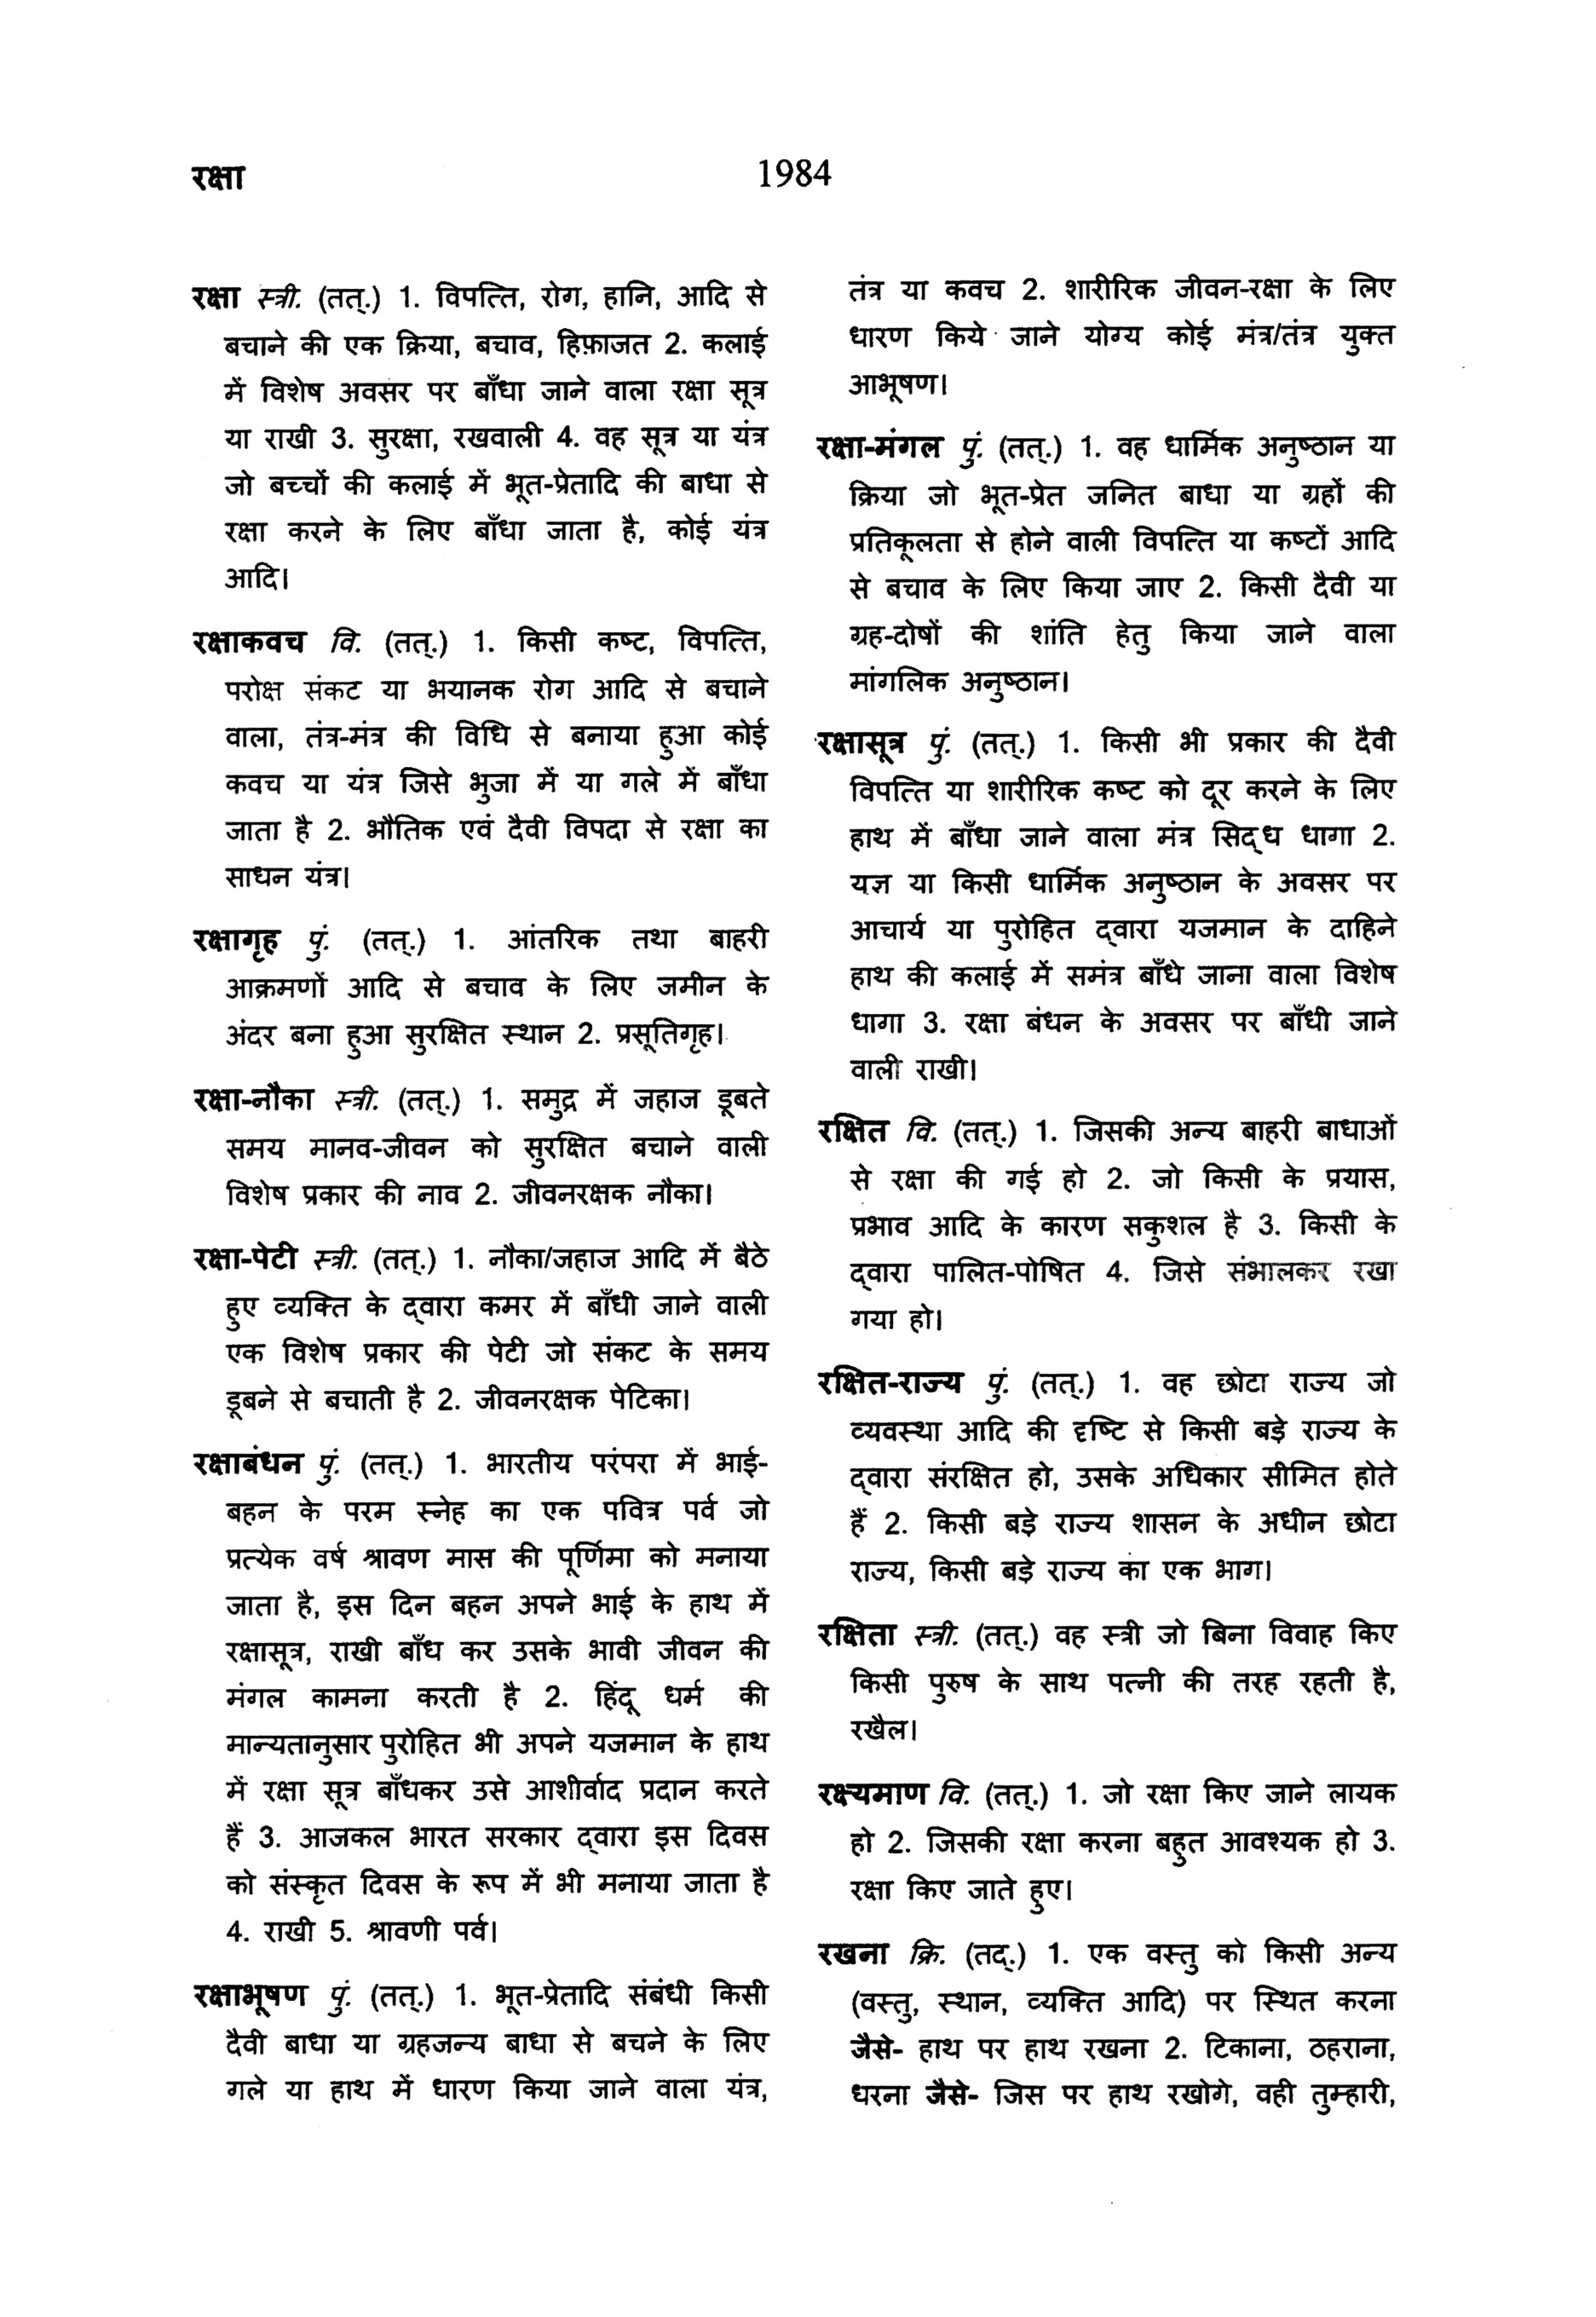 रक्षा
1984
रक्षा स्त्री. (तत्.) 1. विपत्ति, रोग, हानि, आदि से
बचाने की एक क्रिया, बचाव, हिफ़ाजत 2. कलाई
में विशेष अवसर पर बाँधा जाने वाला रक्षा सूत्र
या राखी 3. सुरक्षा, रखवाली 4. वह सूत्र या यंत्र
जो बच्चों की कलाई में भूत-प्रेतादि की बाधा से
रक्षा करने के लिए बाँधा जाता है, कोई यंत्र
आदि।
रक्षाकवच वि. (तत्.) 1. किसी कष्ट, विपत्ति,
परोक्ष संकट या भयानक रोग आदि से बचाने
वाला, तंत्र-मंत्र की विधि से बनाया हुआ कोई
कवच या यंत्र जिसे भुजा में या गले में बाँधा
जाता है 2. भौतिक एवं दैवी विपदा से रक्षा का
साधन यंत्र।
रक्षागृह पुं. (तत्.) 1. आंतरिक तथा बाहरी
आक्रमणों आदि से बचाव के लिए जमीन के
अंदर बना हुआ सुरक्षित स्थान 2. प्रसूतिगृह।
रक्षा-नौका स्त्री. (तत्.) 1. समुद्र में जहाज डूबते
समय मानव-जीवन को सुरक्षित बचाने वाली
विशेष प्रकार की नाव 2. जीवनरक्षक नौका।
रक्षा-पेटी स्त्री. (तत्.) 1. नौका/जहाज आदि में बैठे
हुए व्यक्ति के द्वारा कमर में बाँधी जाने वाली
एक विशेष प्रकार की पेटी जो संकट के समय
डूबने से बचाती है 2. जीवनरक्षक पेटिका।
रक्षाबंधन पुं. (तत्.) 1. भारतीय परंपरा में भाई-
बहन के परम स्नेह का एक पवित्र पर्व जो
प्रत्येक वर्ष श्रावण मास की पूर्णिमा को मनाया
जाता है, इस दिन बहन अपने भाई के हाथ में
रक्षासूत्र, राखी बाँध कर उसके भावी जीवन की
मंगल कामना करती है 2. हिंदू धर्म की
मान्यतानुसार पुरोहित भी अपने यजमान के हाथ
में रक्षा सूत्र बाँधकर उसे आशीर्वाद प्रदान करते
हैं 3. आजकल भारत सरकार द्वारा इस दिवस
को संस्कृत दिवस के रूप में भी मनाया जाता है
4. राखी 5. श्रावणी पर्व।
रक्षाभूषण पुं. (तत्.) 1. भूत-प्रेतादि संबंधी किसी
दैवी बाधा या ग्रहजन्य बाधा से बचने के लिए
गले या हाथ में धारण किया जाने वाला यंत्र,
तंत्र या कवच 2. शारीरिक जीवन-रक्षा के लिए
धारण किये जाने योग्य कोई मंत्र/तंत्र युक्त
आभूषण।
रक्षा-मंगल पुं. (तत्.) 1. वह धार्मिक अनुष्ठान या
क्रिया जो भूत-प्रेत जनित बाधा या ग्रहों की
प्रतिकूलता से होने वाली विपत्ति या कष्टों आदि
से बचाव के लिए किया जाए 2. किसी दैवी या
ग्रह-दोषों की शांति हेतु किया जाने वाला
मांगलिक अनुष्ठान।
रक्षासूत्र पुं. (तत्.) 1. किसी भी प्रकार की दैवी
विपत्ति या शारीरिक कष्ट को दूर करने के लिए
हाथ में बाँधा जाने वाला मंत्र सिद्ध धागा 2.
यज्ञ या किसी धार्मिक अनुष्ठान के अवसर पर
आचार्य या पुरोहित द्वारा यजमान के दाहिने
हाथ की कलाई में समंत्र बाँधे जाना वाला विशेष
धागा 3. रक्षा बंधन के अवसर पर बाँधी जाने
वाली राखी।
रक्षित वि. (तत्.) 1. जिसकी अन्य बाहरी बाधाओं
से रक्षा की गई हो 2. जो किसी के प्रयास,
प्रभाव आदि के कारण सकुशल है 3. किसी के
द्वारा पालित-पोषित 4. जिसे संभालकर रखा
गया हो।
रक्षित-राज्य पुं. (तत्.) 1. वह छोटा राज्य जो
व्यवस्था आदि की दृष्टि से किसी बड़े राज्य के
द्वारा संरक्षित हो, उसके अधिकार सीमित होते
हैं 2. किसी बड़े राज्य शासन के अधीन छोटा
राज्य, किसी बड़े राज्य का एक भाग।
रक्षिता स्त्री. (तत्.) वह स्त्री जो बिना विवाह किए
किसी पुरुष के साथ पत्नी की तरह रहती है,
रखैल।
रक्ष्यमाण वि. (तत्.) 1. जो रक्षा किए जाने लायक
हो 2. जिसकी रक्षा करना बहुत आवश्यक हो 3.
रक्षा किए जाते हुए।
रखना क्रि. (तद्.) 1. एक वस्तु को किसी अन्य
(वस्तु, स्थान, व्यक्ति आदि) पर स्थित करना
जैसे- हाथ पर हाथ रखना 2. टिकाना, ठहराना,
धरना जैसे- जिस पर हाथ रखोगे, वही तुम्हारी,